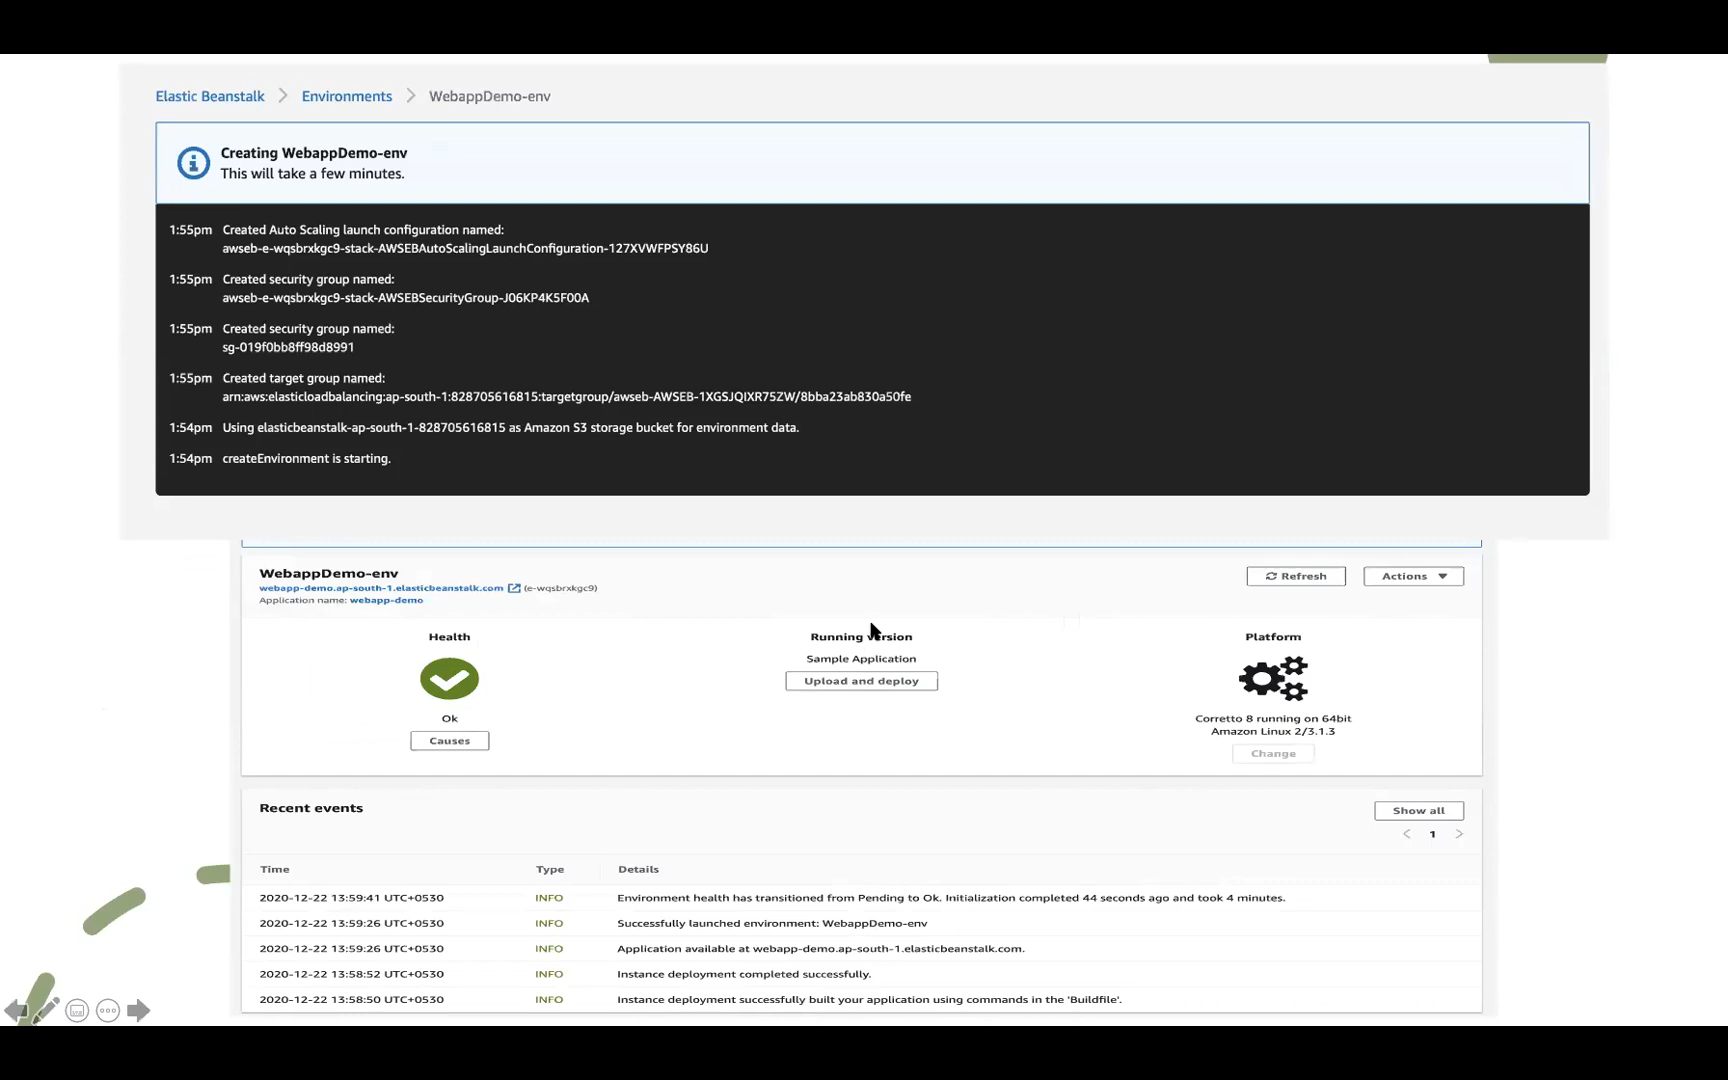 Elastic Beanstalk > Environments > WebappDemo-env
Creating WebappDemo-env
This will take a few minutes.
1:55pm Created Auto Scaling launch configuration named:
awseb-e-wqsbrxkgc9-stack-AWSEBAutoScalingLaunchConfiguration-127XVWFPSY86U
1:55pm Created security group named:
awseb-e-wqsbrxkgc9-stack-AWSEBSecurityGroup-J06KP4K5F00A
1:55pm Created security group named:
sg-019f0bb8ff98d8991
1:55pm Created target group named:
arn:aws:elasticloadbalancing:ap-south-1:828705616815:targetgroup/awseb-AWSEB-1XGSJQIXR75ZW/8bba23ab830a50fe
1:54pm Using elasticbeanstalk-ap-south-1-828705616815 as Amazon S3 storage bucket for environment data.
1:54pm createEnvironment is starting.
WebappDemo-env
webapp-demo.ap-south-1.elasticbeanstalk.com (e-wqsbrxkgc9)
Application name: webapp-demo
Refresh
Actions
Health
Ok
Causes
Running version
Sample Application
Upload and deploy
Platform
Corretto 8 running on 64bit
Amazon Linux 2/3.1.3
Change
Recent events
Show all
< 1 >
Time Type Details
2020-12-22 13:59:41 UTC+0530 INFO Environment health has transitioned from Pending to Ok. Initialization completed 44 seconds ago and took 4 minutes.
2020-12-22 13:59:26 UTC+0530 INFO Successfully launched environment: WebappDemo-env
2020-12-22 13:59:26 UTC+0530 INFO Application available at webapp-demo.ap-south-1.elasticbeanstalk.com.
2020-12-22 13:58:52 UTC+0530 INFO Instance deployment completed successfully.
2020-12-22 13:58:50 UTC+0530 INFO Instance deployment successfully built your application using commands in the 'Buildfile'.